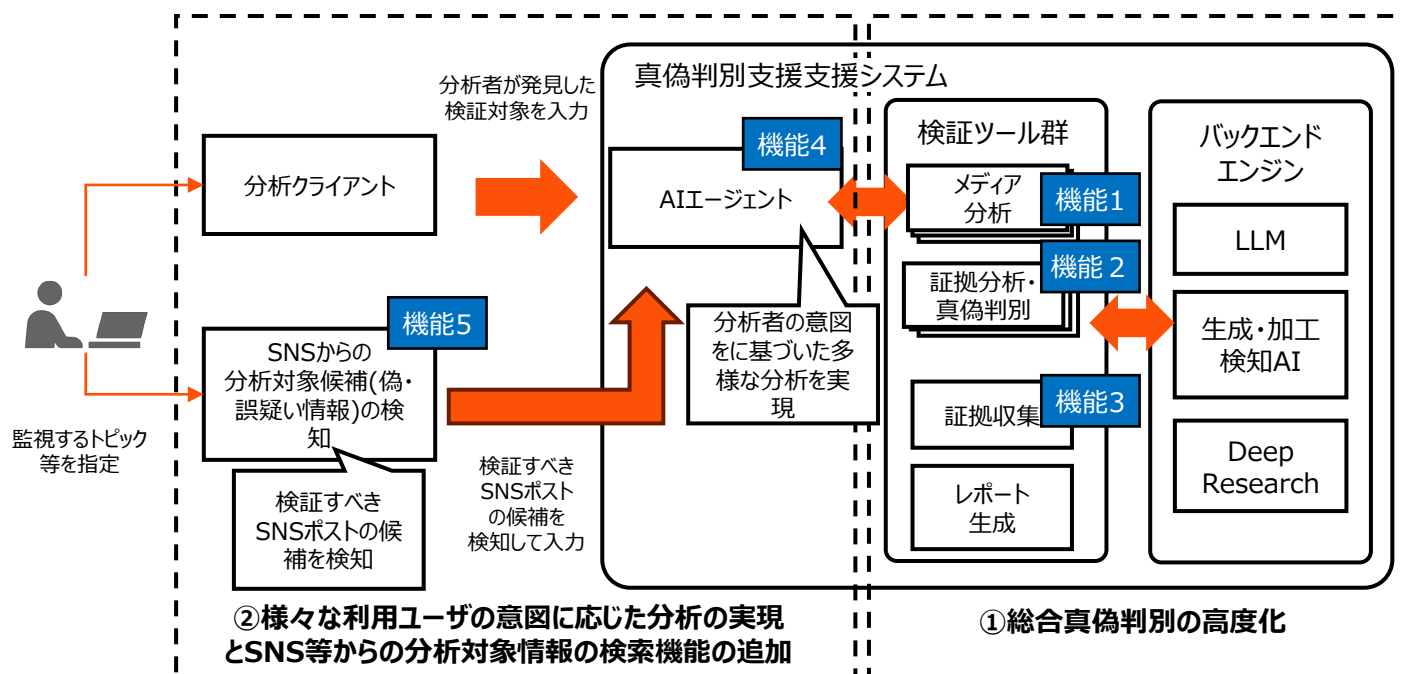 真偽判別支援支援システム
分析者が発見した
検証対象を入力
分析クライアント
機能4
AIエージェント
検証ツール群
メディア
分析
機能1
証拠分析・
真偽判別
機能２
証拠収集
機能3
レポート
生成
バックエンド
エンジン
LLM
生成・加工
検知AI
Deep
Research
分析者の意図
をに基づいた多
様な分析を実
現
機能5
SNSからの
分析対象候補(偽・
誤疑い情報)の検
知
監視するトピック
等を指定
検証すべき
SNSポストの候
補を検知
検証すべき
SNSポスト
の候補を
検知して入力
②様々な利用ユーザの意図に応じた分析の実現
とSNS等からの分析対象情報の検索機能の追加
①総合真偽判別の高度化